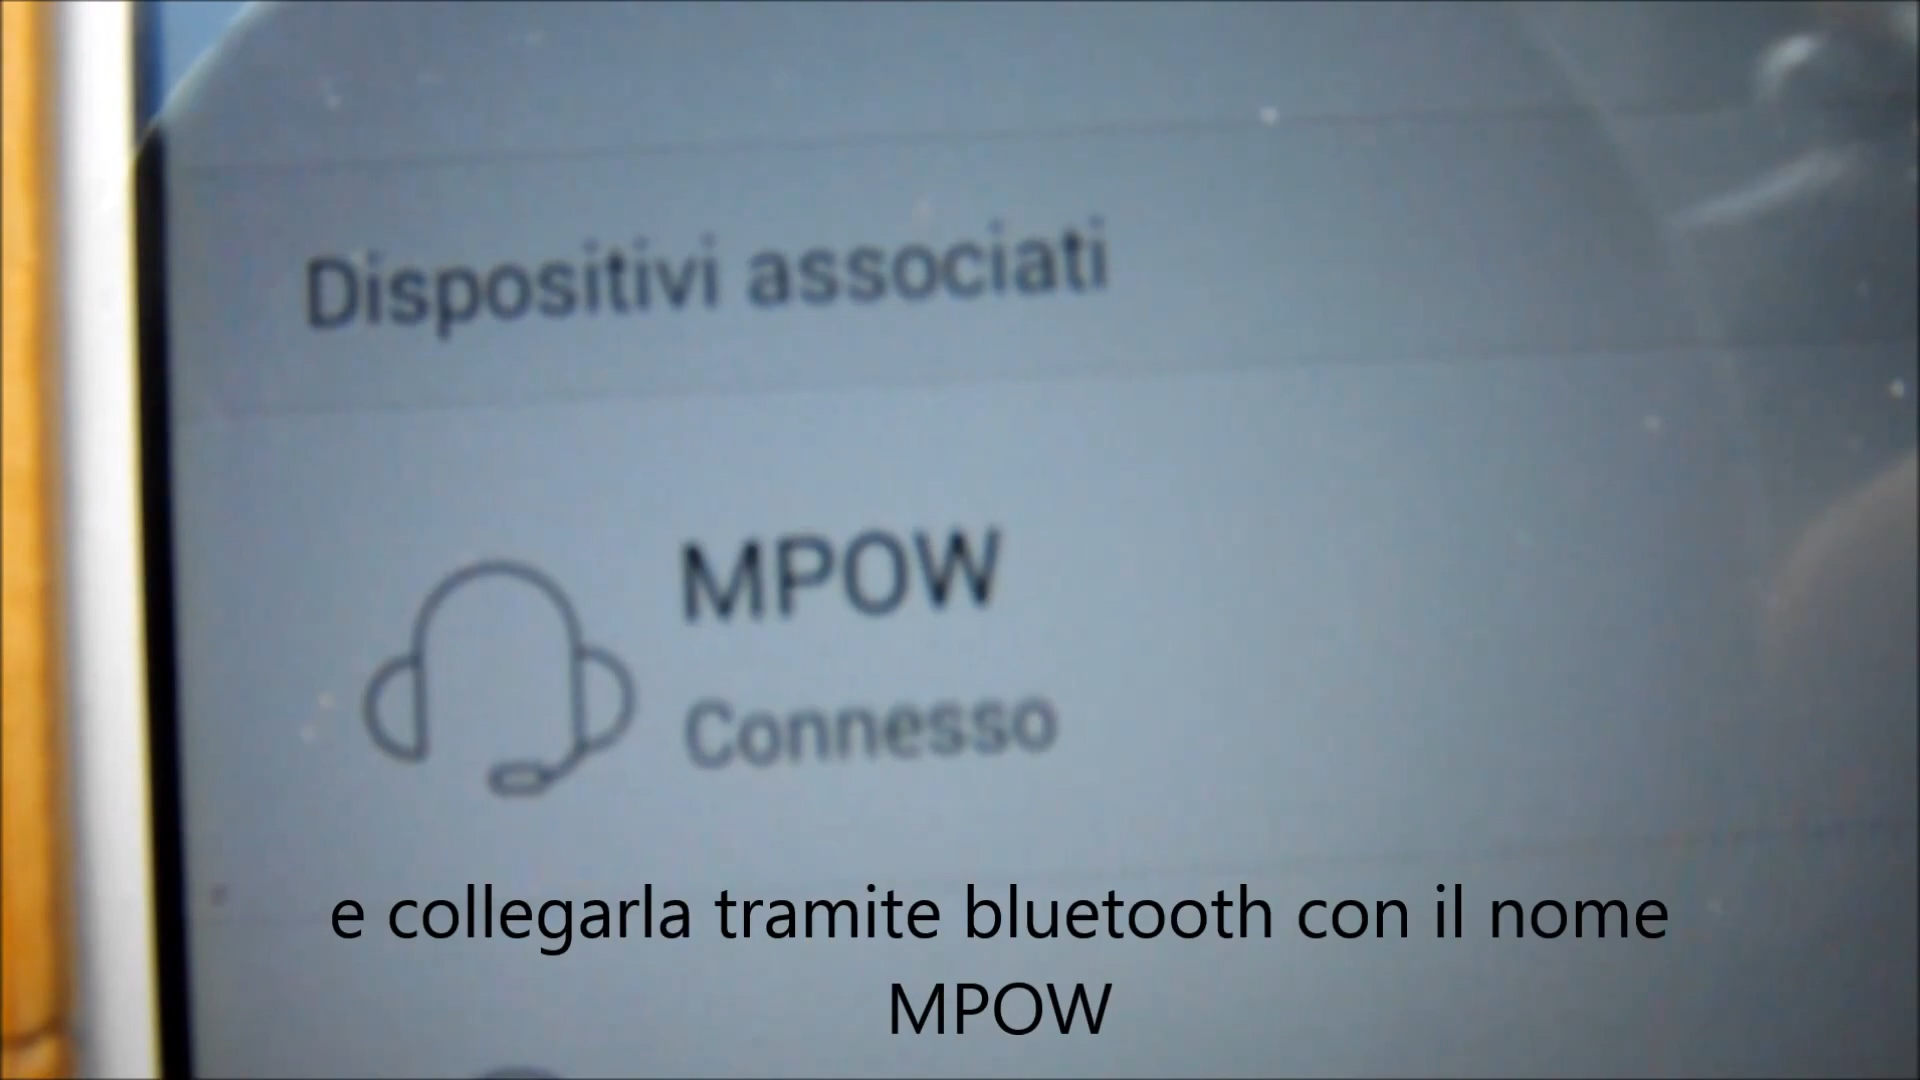 Dispositivi associati
MPOW
Connesso
e collegarla tramite bluetooth con il nome
MPOW